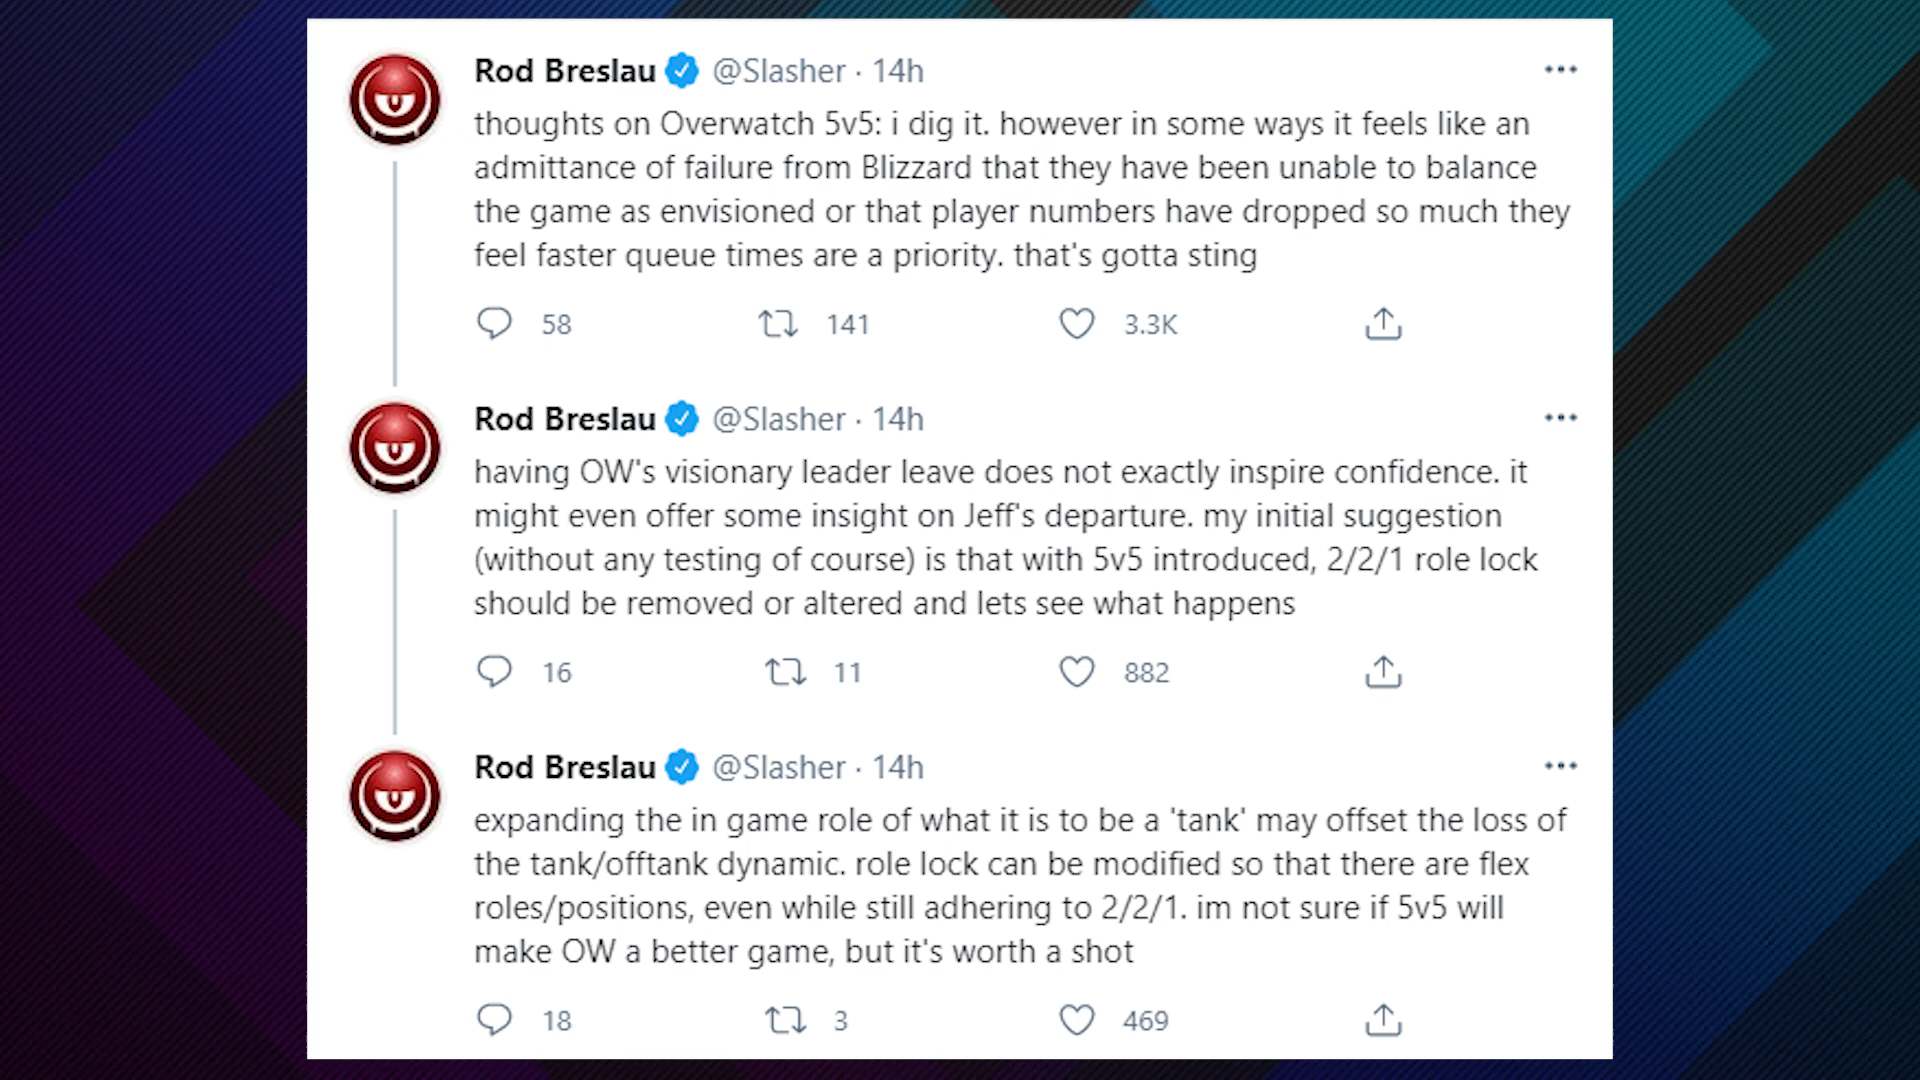 Rod Breslau @Slasher · 14h
thoughts on Overwatch 5v5: i dig it. however in some ways it feels like an
admittance of failure from Blizzard that they have been unable to balance
the game as envisioned or that player numbers have dropped so much they
feel faster queue times are a priority. that's gotta sting
58 141 3.3K
Rod Breslau @Slasher · 14h
having OW's visionary leader leave does not exactly inspire confidence. it
might even offer some insight on Jeff's departure. my initial suggestion
(without any testing of course) is that with 5v5 introduced, 2/2/1 role lock
should be removed or altered and lets see what happens
16 11 882
Rod Breslau @Slasher · 14h
expanding the in game role of what it is to be a 'tank' may offset the loss of
the tank/offtank dynamic. role lock can be modified so that there are flex
roles/positions, even while still adhering to 2/2/1. im not sure if 5v5 will
make OW a better game, but it's worth a shot
18 3 469